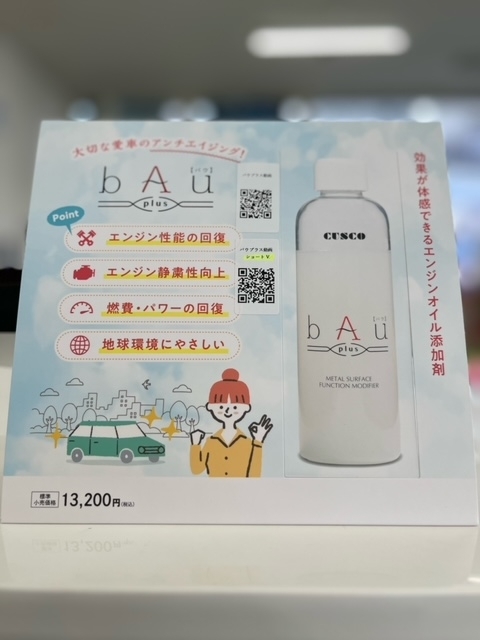 大切な愛車のアンチエイジング!
bAu
【バウ】
plus
Point
エンジン性能の回復
エンジン静粛性向上
燃費・パワーの回復
地球環境にやさしい
バウプラス動画
バウプラス動画
ショートV.
CUSCO
bAu
【バウ】
plus
METAL SURFACE
FUNCTION MODIFIER
効果が体感できるエンジンオイル添加剤
標準
小売価格
13,200円(税込)